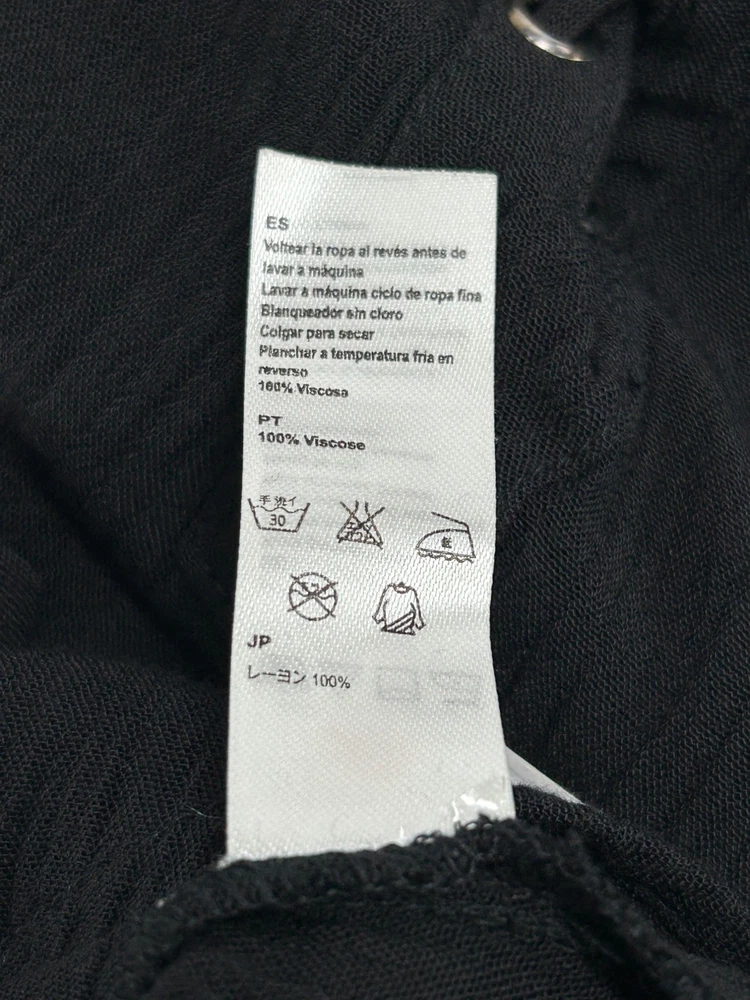 ES
Voltear la ropa al revés antes de
lavar a máquina
Lavar a máquina ciclo de ropa fina
Blanqueador sin cloro
Colgar para secar
Planchar a temperatura fria en
reverso
100% Viscosa
PT
100% Viscose
手洗イ
30
低
JP
レーヨン 100%